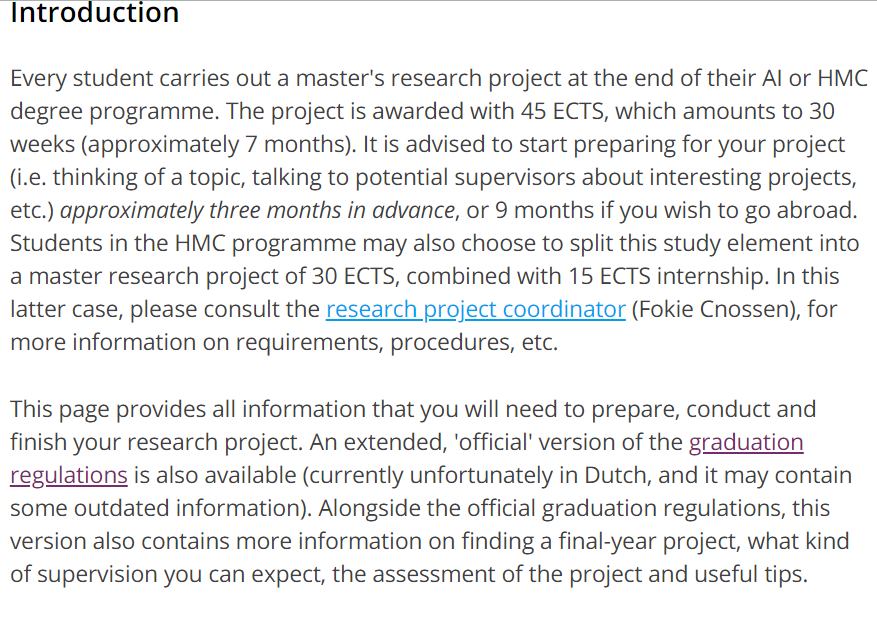 Introduction
Every student carries out a master's research project at the end of their AI or HMC
degree programme. The project is awarded with 45 ECTS, which amounts to 30
weeks (approximately 7 months). It is advised to start preparing for your project
(i.e. thinking of a topic, talking to potential supervisors about interesting projects,
etc.) approximately three months in advance, or 9 months if you wish to go abroad.
Students in the HMC programme may also choose to split this study element into
a master research project of 30 ECTS, combined with 15 ECTS internship. In this
latter case, please consult the research project coordinator (Fokie Cnossen), for
more information on requirements, procedures, etc.
This page provides all information that you will need to prepare, conduct and
finish your research project. An extended, 'official' version of the graduation
regulations is also available (currently unfortunately in Dutch, and it may contain
some outdated information). Alongside the official graduation regulations, this
version also contains more information on finding a final-year project, what kind
of supervision you can expect, the assessment of the project and useful tips.